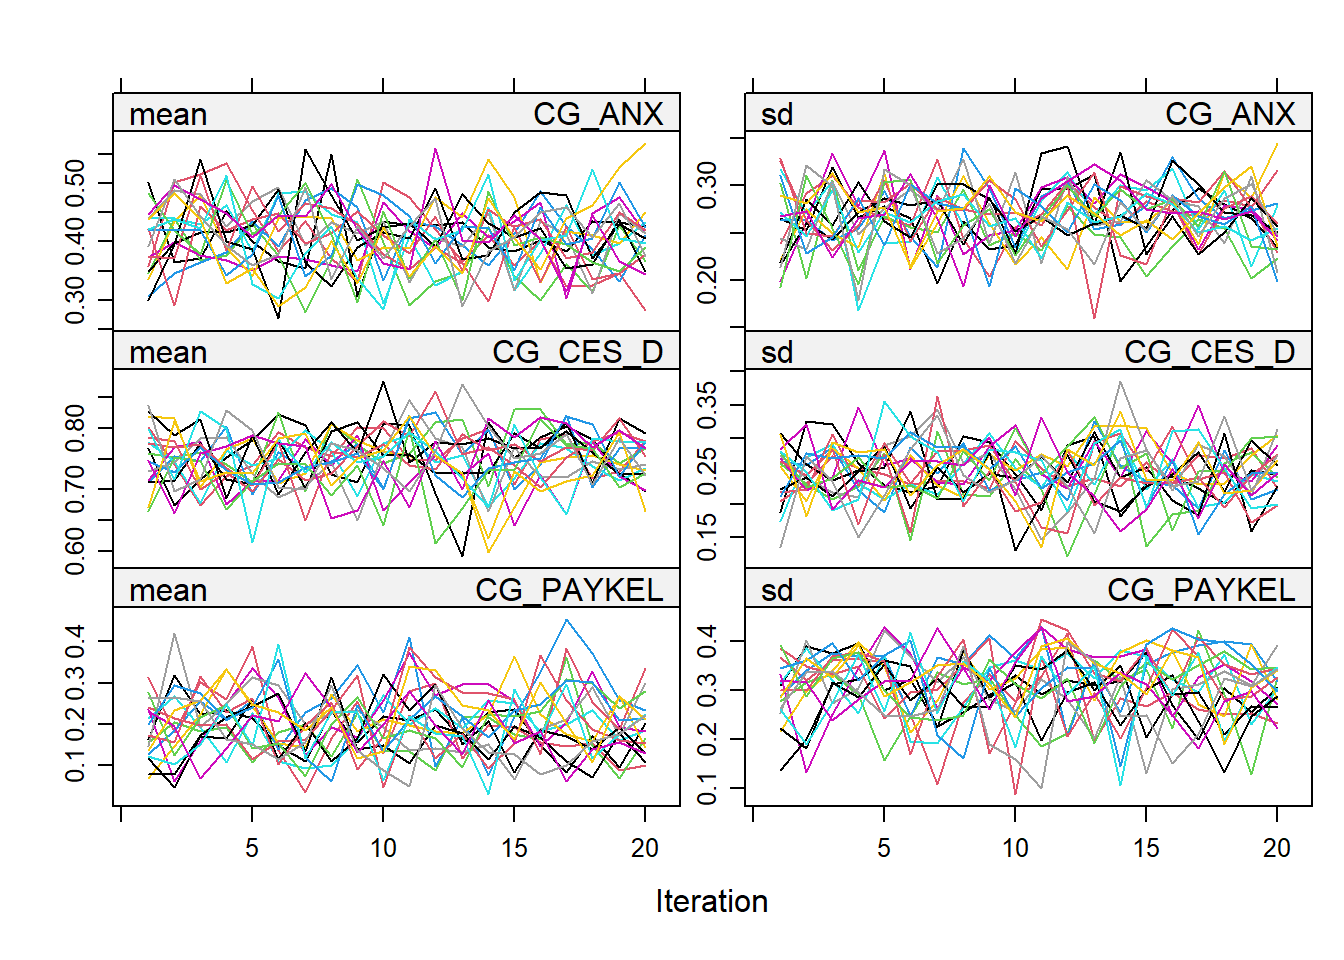 mean CG_ANX
sd CG_ANX
0.30 0.40 0.50
0.20 0.30
mean CG_CES_D
sd CG_CES_D
0.60 0.70 0.80
0.15 0.25 0.35
mean CG_PAYKEL
sd CG_PAYKEL
0.1 0.2 0.3 0.4
0.1 0.2 0.3 0.4
5 10 15 20
5 10 15 20
Iteration